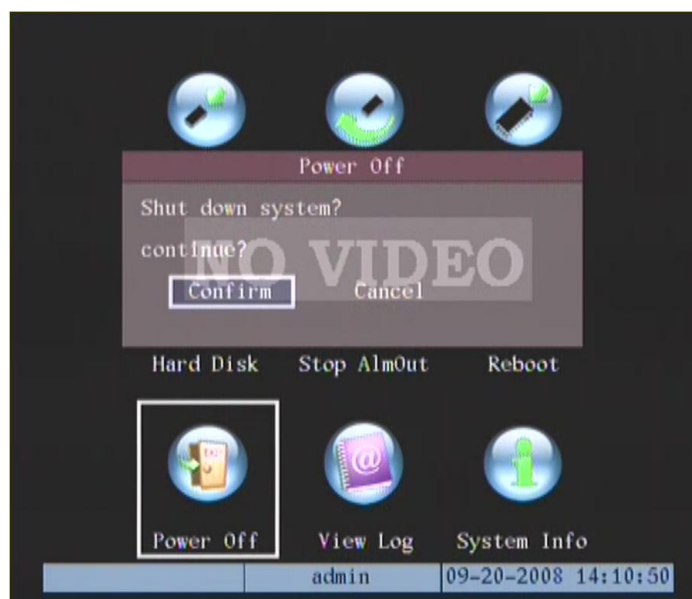 Power Off
Shut down system?
continue?
NO VIDEO
Confirm Cancel
Hard Disk Stop AlmOut Reboot
EXIT
@
Power Off View Log System Info
admin 09-20-2008 14:10:50